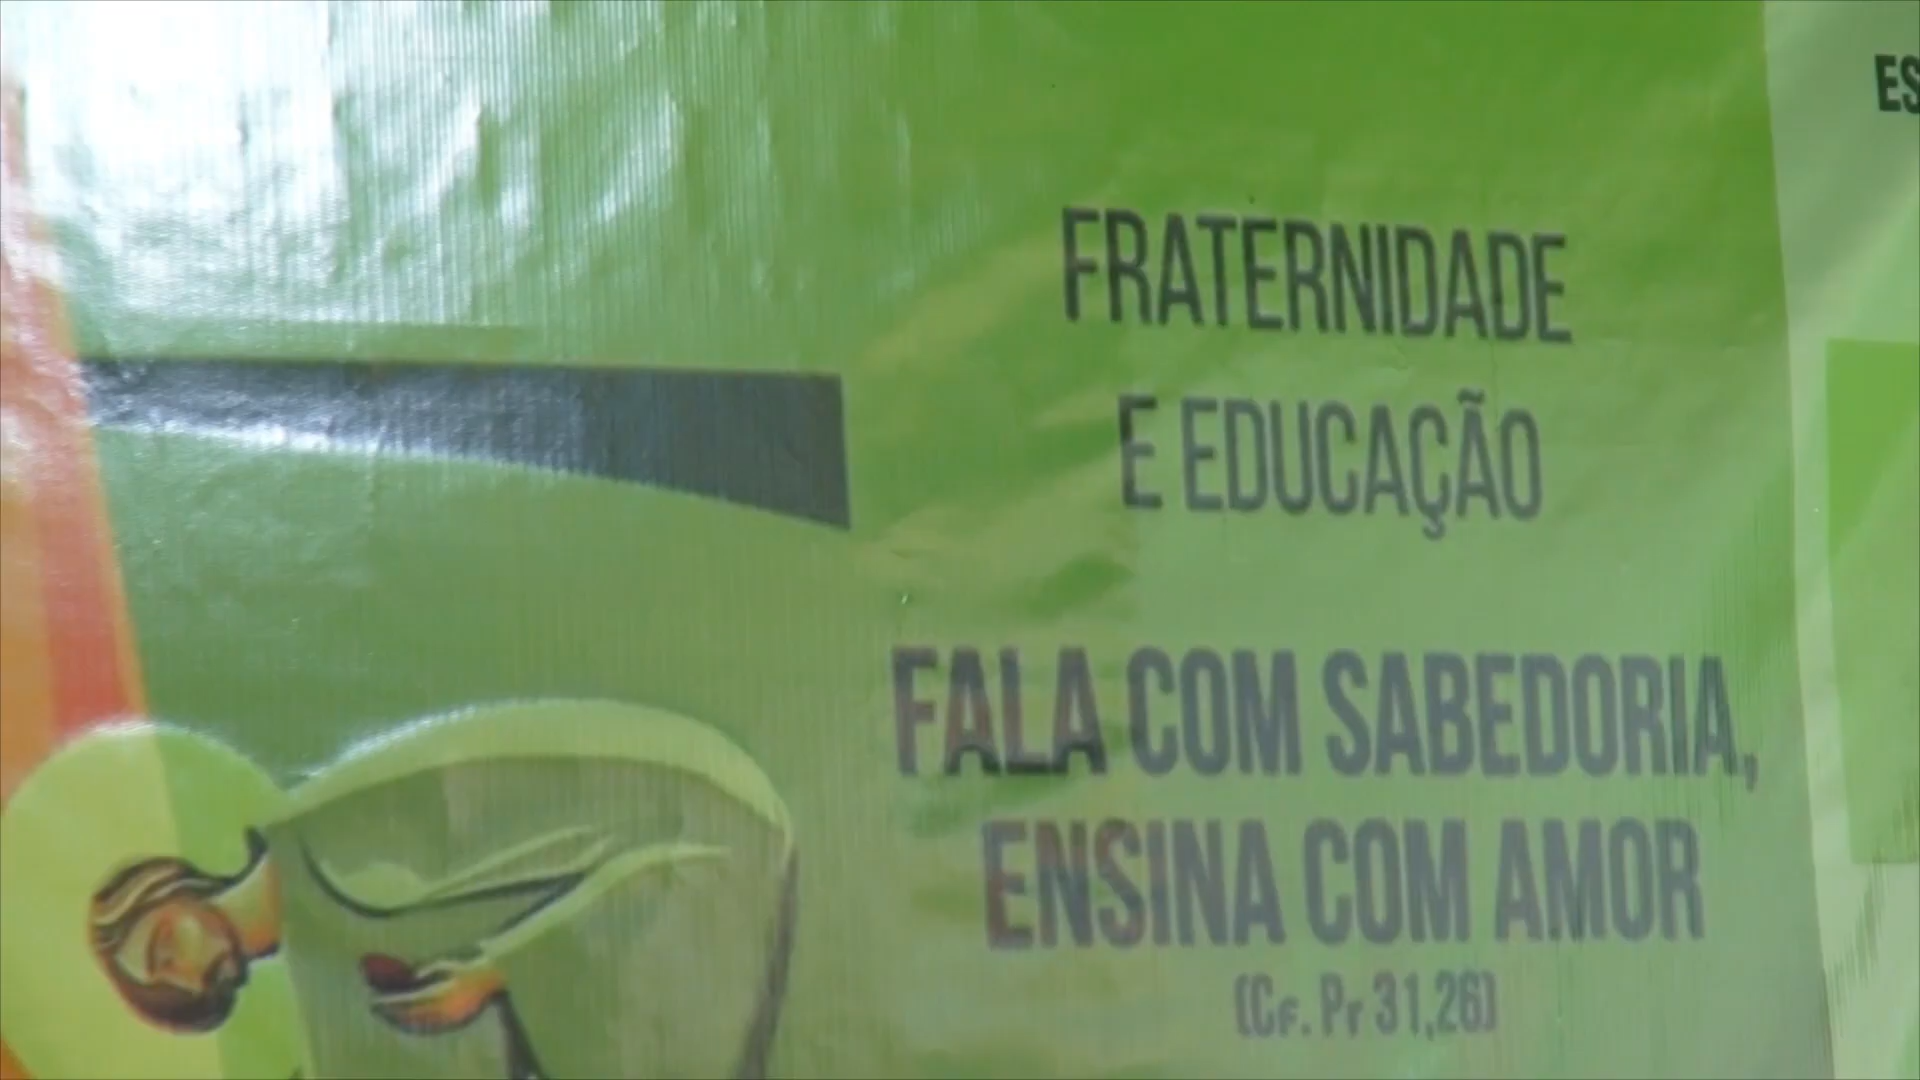 FRATERNIDADE
E EDUCAÇÃO
FALA COM SABEDORIA,
ENSINA COM AMOR
(Cf. Pr 31,26)